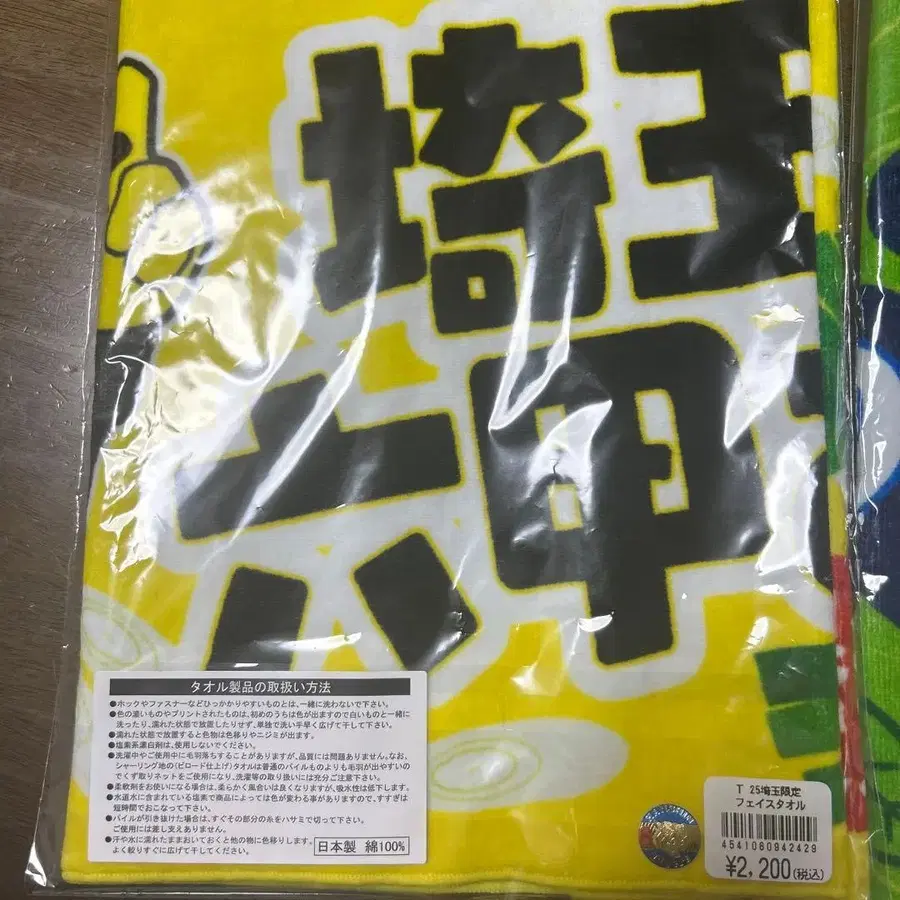 埼玉
六甲
タオル製品の取扱い方法
●ホックやファスナーなどひっかかりやすいものとは、一緒に洗わないで下さい。
●色の濃いものやプリントされたものは、初めのうちは色が出ますので白いものと一緒に
洗ったり、濡れた状態で放置したりせず、単独で洗い手早く広げて干して下さい。
●濡れた状態で放置すると色物は色移りやニジミが出ます。
●塩素系漂白剤は、使用しないでください。
●洗濯中やご使用中に毛羽落ちすることがありますが、品質には問題ありません。なお、
シャーリング地の(ビロード仕上げ)タオルは普通のパイルものよりも毛羽が出やすいの
でくず取りネットをご使用になり、洗濯等の取り扱いには充分ご注意下さい。
●柔軟剤をお使いになる場合は、柔らかく風合いは良くなりますが、吸水性は低下します。
●水道水に含まれている塩素で商品によっては色が変わる事がありますので、すすぎは
短時間でおこなって下さい。
●パイルが引き抜けた場合は、すぐその部分の糸をハサミで切って下さい。
ご使用には差し支えありません。
●汗や水に濡れたままおいておくと他の物に色移りします。
よく絞りすぐに広げて干してください。
日本製 綿100%
T 25埼玉限定
フェイスタオル
4541060942429
¥2,200(税込)